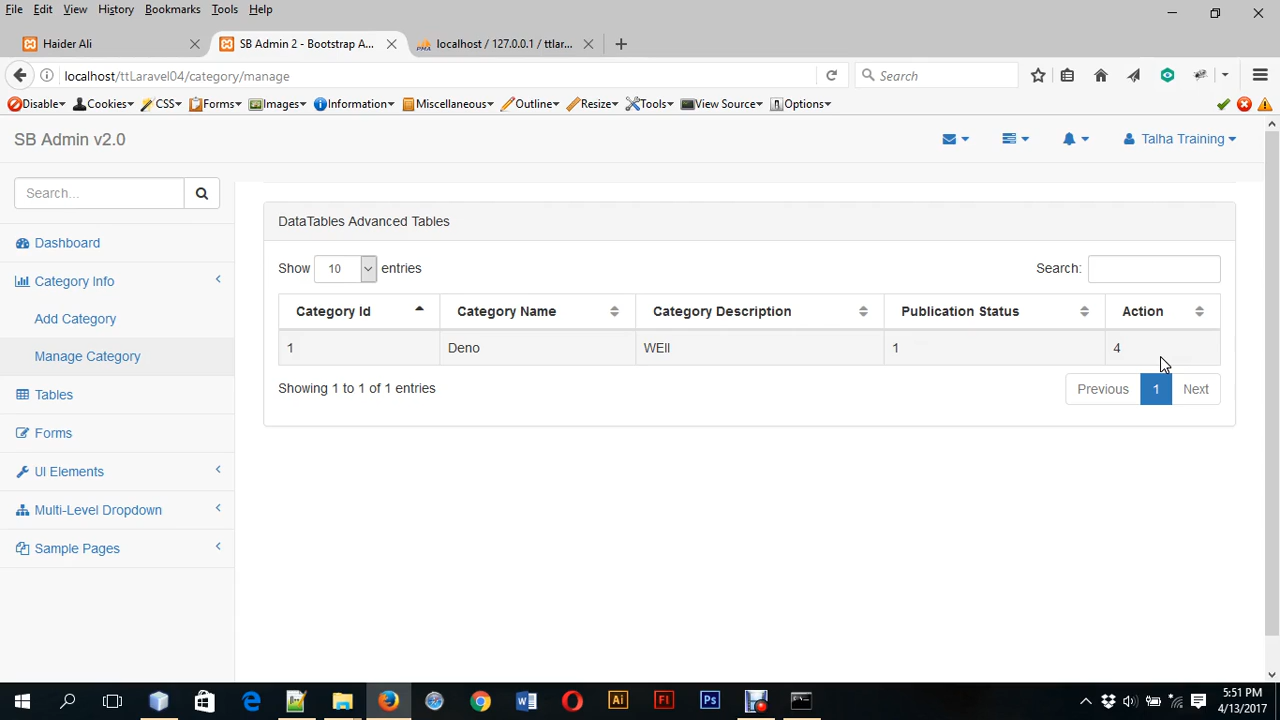 File Edit View History Bookmarks Tools Help
Haider Ali
SB Admin 2 - Bootstrap A...
localhost / 127.0.0.1 / ttlar...
localhost/ttLaravel04/category/manage
Search
Disable Cookies CSS Forms Images Information Miscellaneous Outline Resize Tools View Source Options
SB Admin v2.0
Talha Training
Search...
Dashboard
Category Info
Add Category
Manage Category
Tables
Forms
UI Elements
Multi-Level Dropdown
Sample Pages
DataTables Advanced Tables
Show 10 entries
Search:
Category Id Category Name Category Description Publication Status Action
1 Deno WEll 1 4
Showing 1 to 1 of 1 entries
Previous 1 Next
5:51 PM
4/13/2017